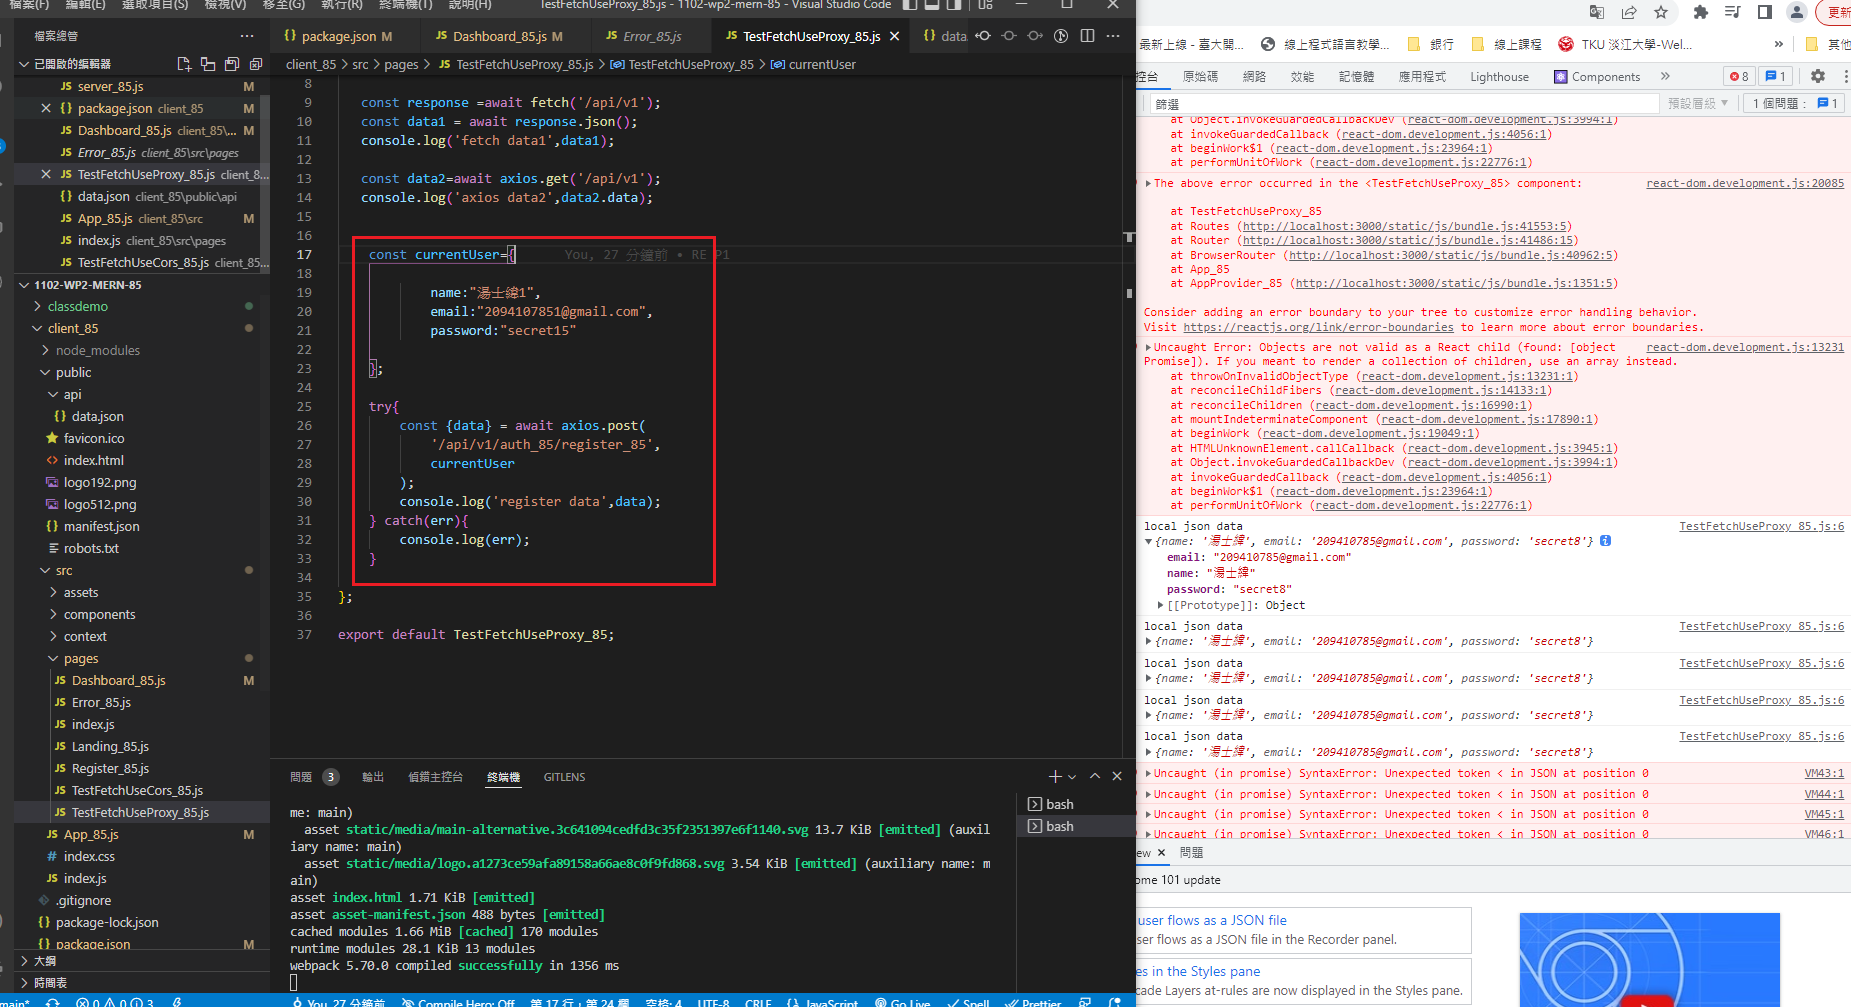 檔案(F) 編輯(E) 選取項目(S) 檢視(V) 移至(G) 執行(R) 終端機(T) 說明(H) TestFetchUseProxy_85.js - 1102-wp2-mern-85 - Visual Studio Code
檔案總管 ···
已開啟的編輯器
server_85.js M
package.json client_85 M
Dashboard_85.js client_85\... M
Error_85.js client_85\src\pages
TestFetchUseProxy_85.js client_8...
data.json client_85\public\api
App_85.js client_85\src M
index.js client_85\src\pages
TestFetchUseCors_85.js client_85...
1102-WP2-MERN-85
classdemo
client_85
node_modules
public
api
data.json
favicon.ico
index.html
logo192.png
logo512.png
manifest.json
robots.txt
src
assets
components
context
pages
Dashboard_85.js M
Error_85.js
index.js
Landing_85.js
Register_85.js
TestFetchUseCors_85.js
TestFetchUseProxy_85.js
App_85.js M
index.css
index.js
.gitignore
package-lock.json
package.json M
大綱
時間表
package.json M Dashboard_85.js M Error_85.js TestFetchUseProxy_85.js data.
client_85 > src > pages > TestFetchUseProxy_85.js > TestFetchUseProxy_85 > currentUser
8
9 const response =await fetch('/api/v1');
10 const data1 = await response.json();
11 console.log('fetch data1',data1);
12
13 const data2=await axios.get('/api/v1');
14 console.log('axios data2',data2.data);
15
16
17 const currentUser={ You, 27 分鐘前 • RE P1
18
19 name:"湯士緯1",
20 email:"2094107851@gmail.com",
21 password:"secret15"
22
23 };
24
25 try{
26 const {data} = await axios.post(
27 '/api/v1/auth_85/register_85',
28 currentUser
29 );
30 console.log('register data',data);
31 } catch(err){
32 console.log(err);
33 }
34
35 };
36
37 export default TestFetchUseProxy_85;
問題 3 輸出 偵錯主控台 終端機 GITLENS
me: main)
asset static/media/main-alternative.3c641094cedfd3c35f2351397e6f1140.svg 13.7 KiB [emitted] (auxil
iary name: main)
asset static/media/logo.a1273ce59afa89158a66ae8c0f9fd868.svg 3.54 KiB [emitted] (auxiliary name: m
ain)
asset index.html 1.71 KiB [emitted]
asset asset-manifest.json 488 bytes [emitted]
cached modules 1.66 MiB [cached] 170 modules
runtime modules 28.1 KiB 13 modules
webpack 5.70.0 compiled successfully in 1356 ms
bash
bash
main* 0 0 3 You, 27 分鐘前 Compile Hero: Off 第 17 行，第 24 欄 空格: 4 UTF-8 CRLF JavaScript Go Live Spell Prettier
更新
最新上線 - 臺大開... 線上程式語言教學... 銀行 線上課程 TKU 淡江大學-Wel... » 其他
控台 原始碼 網路 效能 記憶體 應用程式 Lighthouse Components » 8 1
篩選 預設層級 ▼ 1 個問題： 1
at Object.invokeGuardedCallbackDev (react-dom.development.js:3994:1)
at invokeGuardedCallback (react-dom.development.js:4056:1)
at beginWork$1 (react-dom.development.js:23964:1)
at performUnitOfWork (react-dom.development.js:22776:1)
The above error occurred in the <TestFetchUseProxy_85> component: react-dom.development.js:20085
at TestFetchUseProxy_85
at Routes (http://localhost:3000/static/js/bundle.js:41553:5)
at Router (http://localhost:3000/static/js/bundle.js:41486:15)
at BrowserRouter (http://localhost:3000/static/js/bundle.js:40962:5)
at App_85
at AppProvider_85 (http://localhost:3000/static/js/bundle.js:1351:5)
Consider adding an error boundary to your tree to customize error handling behavior.
Visit https://reactjs.org/link/error-boundaries to learn more about error boundaries.
Uncaught Error: Objects are not valid as a React child (found: [object react-dom.development.js:13231
Promise]). If you meant to render a collection of children, use an array instead.
at throwOnInvalidObjectType (react-dom.development.js:13231:1)
at reconcileChildFibers (react-dom.development.js:14133:1)
at reconcileChildren (react-dom.development.js:16990:1)
at mountIndeterminateComponent (react-dom.development.js:17890:1)
at beginWork (react-dom.development.js:19049:1)
at HTMLUnknownElement.callCallback (react-dom.development.js:3945:1)
at Object.invokeGuardedCallbackDev (react-dom.development.js:3994:1)
at invokeGuardedCallback (react-dom.development.js:4056:1)
at beginWork$1 (react-dom.development.js:23964:1)
at performUnitOfWork (react-dom.development.js:22776:1)
local json data TestFetchUseProxy_85.js:6
{name: '湯士緯', email: '209410785@gmail.com', password: 'secret8'}
email: "209410785@gmail.com"
name: "湯士緯"
password: "secret8"
[[Prototype]]: Object
local json data TestFetchUseProxy_85.js:6
{name: '湯士緯', email: '209410785@gmail.com', password: 'secret8'}
local json data TestFetchUseProxy_85.js:6
{name: '湯士緯', email: '209410785@gmail.com', password: 'secret8'}
local json data TestFetchUseProxy_85.js:6
{name: '湯士緯', email: '209410785@gmail.com', password: 'secret8'}
local json data TestFetchUseProxy_85.js:6
{name: '湯士緯', email: '209410785@gmail.com', password: 'secret8'}
Uncaught (in promise) SyntaxError: Unexpected token < in JSON at position 0 VM43:1
Uncaught (in promise) SyntaxError: Unexpected token < in JSON at position 0 VM44:1
Uncaught (in promise) SyntaxError: Unexpected token < in JSON at position 0 VM45:1
Uncaught (in promise) SyntaxError: Unexpected token < in JSON at position 0 VM46:1
ew × 問題
ome 101 update
user flows as a JSON file
ser flows as a JSON file in the Recorder panel.
es in the Styles pane
cade Layers at-rules are now displayed in the Styles pane.